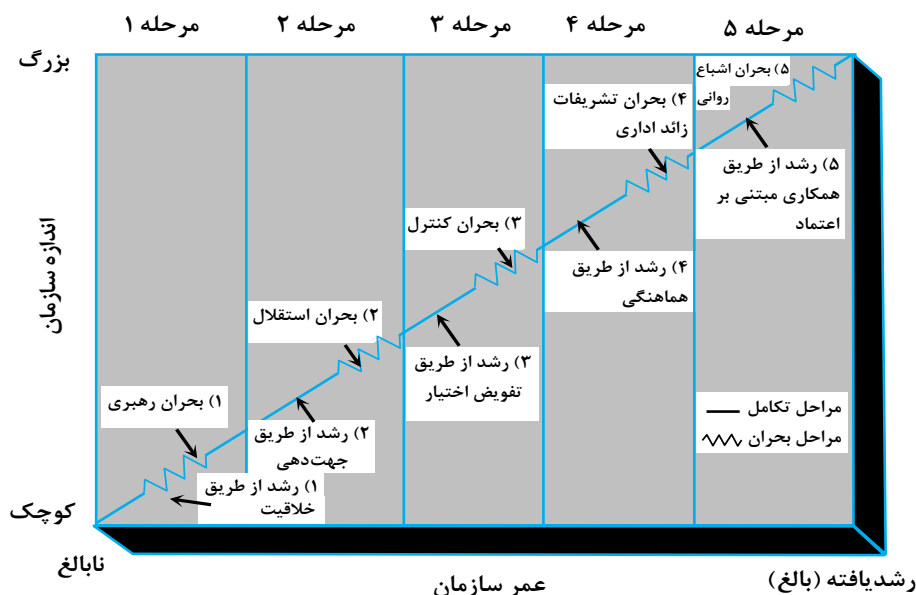 مرحله ۱
مرحله ۲
مرحله ۳
مرحله ۴
مرحله ۵
بزرگ
اندازه سازمان
کوچک
نابالغ
عمر سازمان
رشدیافته (بالغ)
۵) بحران اشباع
روانی
۴) بحران تشریفات
زائد اداری
۳) بحران کنترل
۲) بحران استقلال
۱) بحران رهبری
۵) رشد از طریق
همکاری مبتنی بر
اعتماد
۴) رشد از طریق
هماهنگی
۳) رشد از طریق
تفویض اختیار
۲) رشد از طریق
جهت‌دهی
۱) رشد از طریق
خلاقیت
مراحل تکامل
مراحل بحران